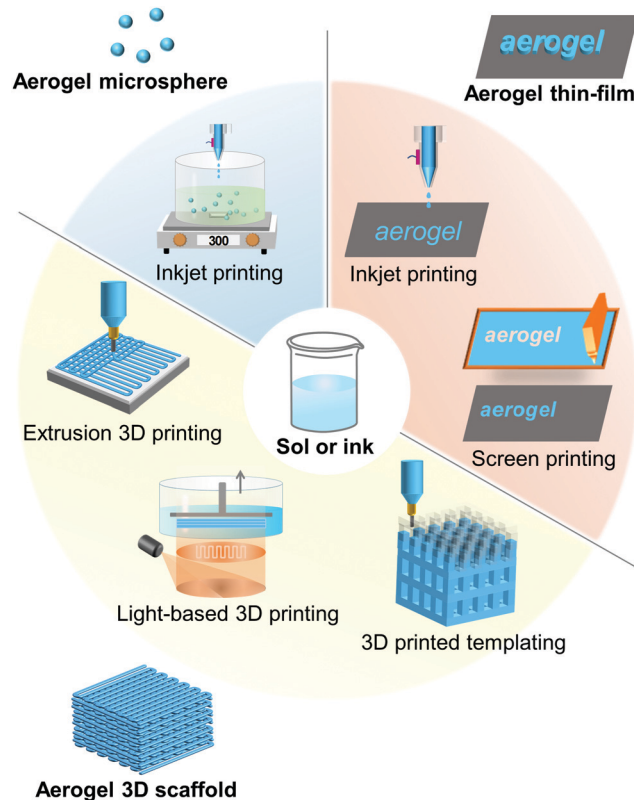 aerogel
Aerogel microsphere
Aerogel thin-film
300
aerogel
Inkjet printing
Inkjet printing
aerogel
aerogel
Extrusion 3D printing
Sol or ink
Screen printing
Light-based 3D printing
3D printed templating
Aerogel 3D scaffold